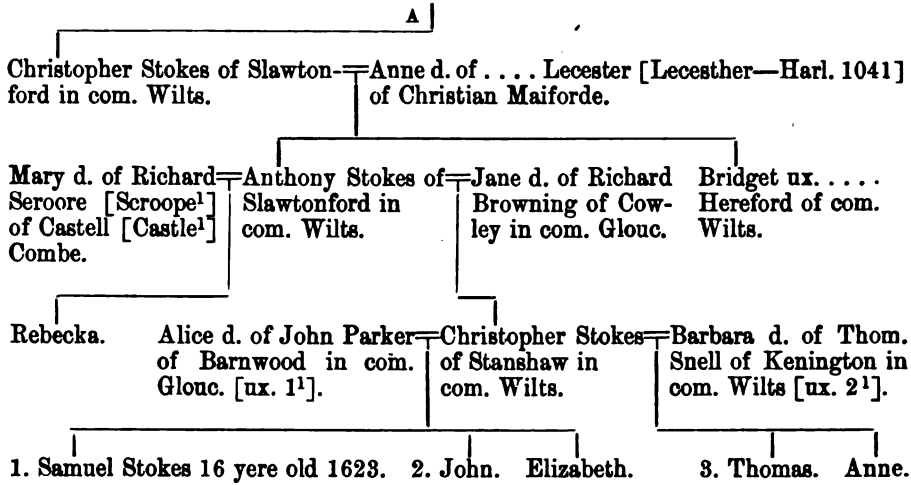 A
Christopher Stokes of Slawton-
ford in com. Wilts.
Anne d. of . . . . Lecester [Lecesther—Harl. 1041]
of Christian Maiforde.
Mary d. of Richard
Seroore [Scroope¹]
of Castell [Castle¹]
Combe.
Anthony Stokes of
Slawtonford in
com. Wilts.
Jane d. of Richard
Browning of Cow-
ley in com. Glouc.
Bridget ux. . . . .
Hereford of com.
Wilts.
Rebecka.
Alice d. of John Parker
of Barnwood in com.
Glouc. [ux. 1¹].
Christopher Stokes
of Stanshaw in
com. Wilts.
Barbara d. of Thom.
Snell of Kenington in
com. Wilts [ux. 2¹].
1. Samuel Stokes 16 yere old 1623. 2. John. Elizabeth. 3. Thomas. Anne.